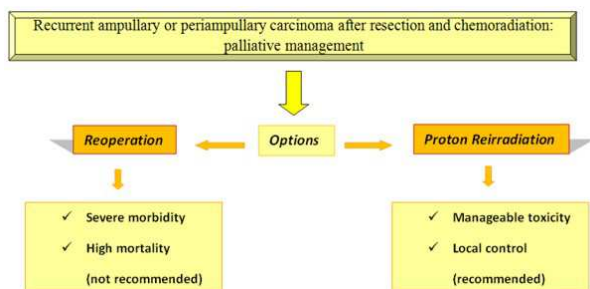 Recurrent ampullary or periampullary carcinoma after resection and chemoradiation:
palliative management
Reoperation
Options
Proton Reirradiation
✓ Severe morbidity
✓ High mortality
(not recommended)
✓ Manageable toxicity
✓ Local control
(recommended)